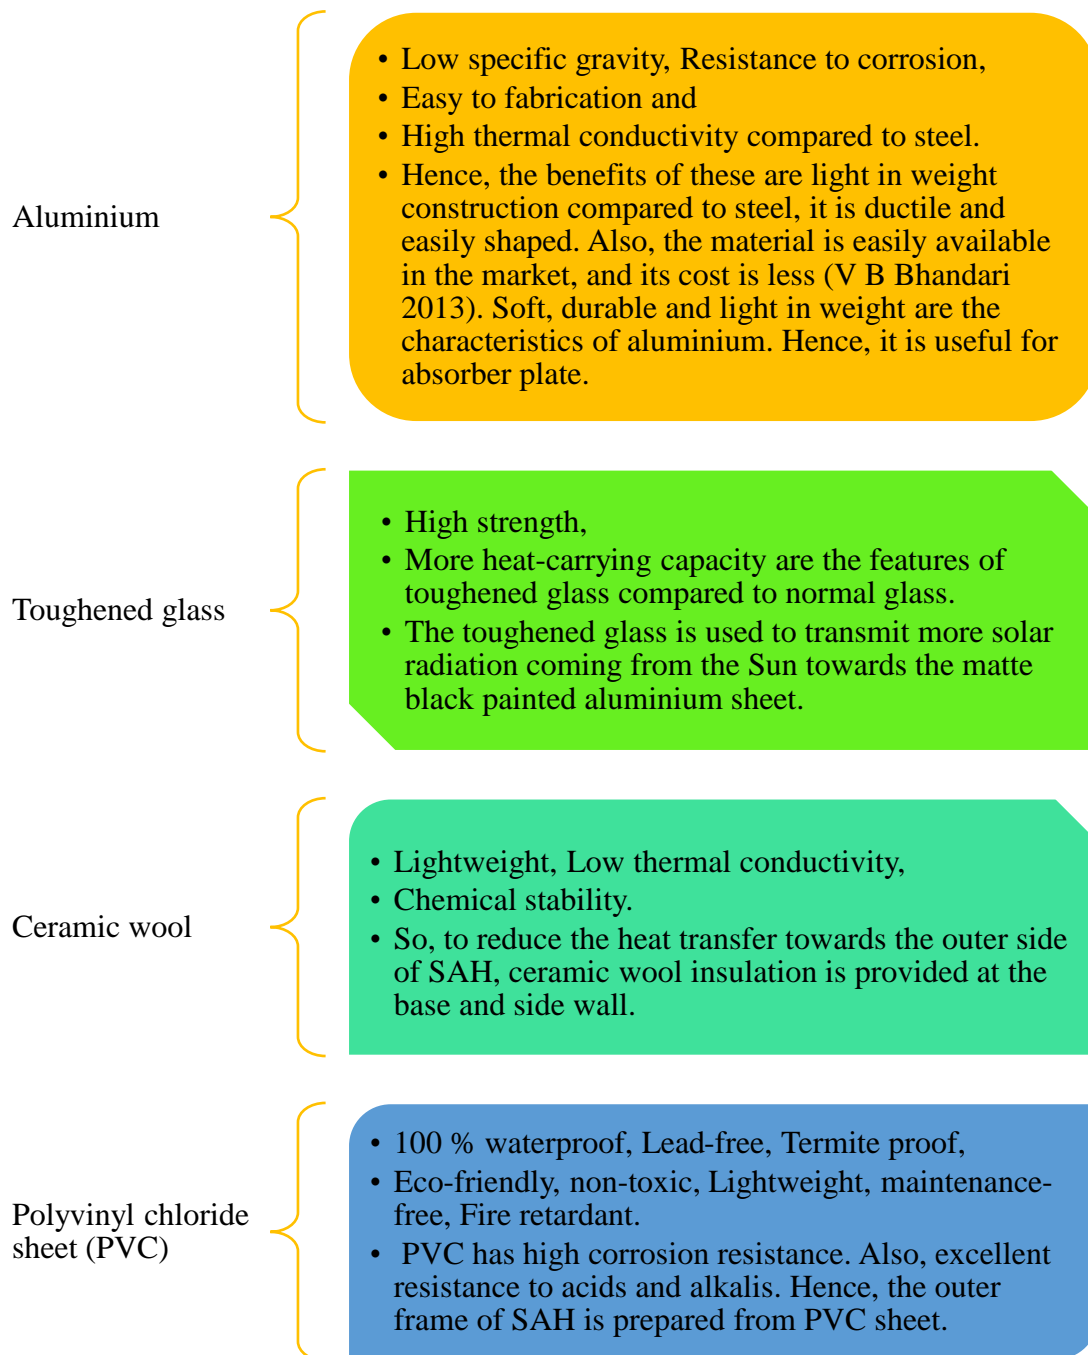 Aluminium
• Low specific gravity, Resistance to corrosion,
• Easy to fabrication and
• High thermal conductivity compared to steel.
• Hence, the benefits of these are light in weight
construction compared to steel, it is ductile and
easily shaped. Also, the material is easily available
in the market, and its cost is less (V B Bhandari
2013). Soft, durable and light in weight are the
characteristics of aluminium. Hence, it is useful for
absorber plate.
Toughened glass
• High strength,
• More heat-carrying capacity are the features of
toughened glass compared to normal glass.
• The toughened glass is used to transmit more solar
radiation coming from the Sun towards the matte
black painted aluminium sheet.
Ceramic wool
• Lightweight, Low thermal conductivity,
• Chemical stability.
• So, to reduce the heat transfer towards the outer side
of SAH, ceramic wool insulation is provided at the
base and side wall.
Polyvinyl chloride
sheet (PVC)
• 100 % waterproof, Lead-free, Termite proof,
• Eco-friendly, non-toxic, Lightweight, maintenance-
free, Fire retardant.
• PVC has high corrosion resistance. Also, excellent
resistance to acids and alkalis. Hence, the outer
frame of SAH is prepared from PVC sheet.